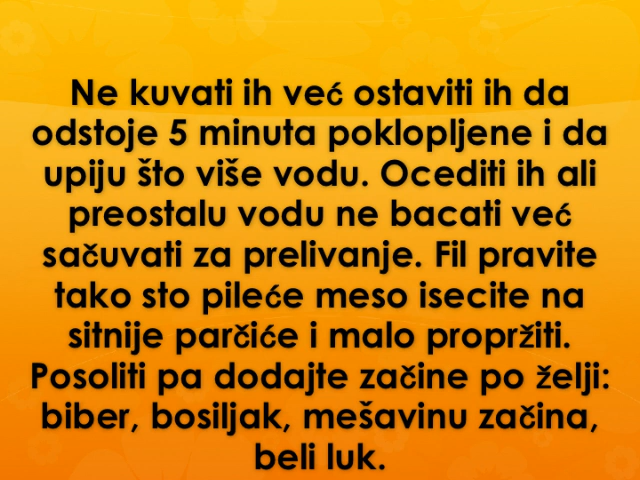 Ne kuvati ih već ostaviti ih da
odstoje 5 minuta poklopljene i da
upiju što više vodu. Ocediti ih ali
preostalu vodu ne bacati već
sačuvati za prelivanje. Fil pravite
tako sto pileće meso isecite na
sitnije parčiće i malo propržiti.
Posoliti pa dodajte začine po želji:
biber, bosiljak, mešavinu začina,
beli luk.